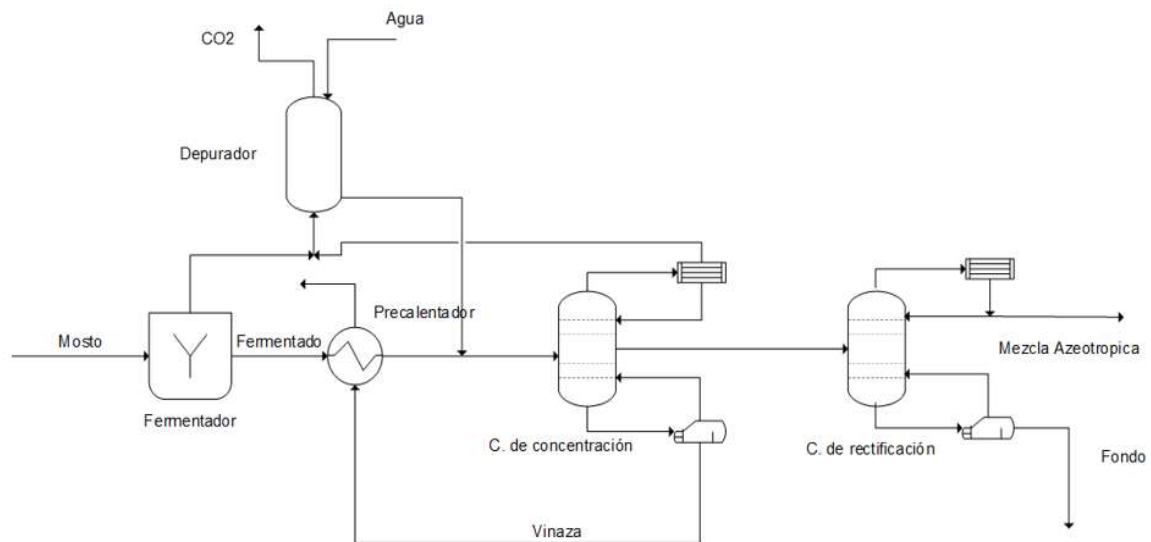 Agua
CO2
Depurador
Precalentador
Mosto
Fermentado
Mezcla Azeotropica
Fermentador
C. de concentración
C. de rectificación
Fondo
Vinaza